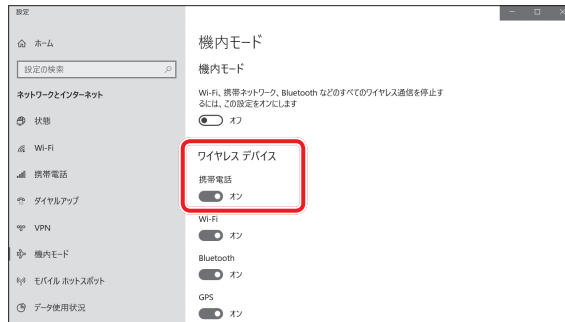 設定
ホーム
設定の検索
ネットワークとインターネット
状態
Wi-Fi
携帯電話
ダイヤルアップ
VPN
機内モード
モバイル ホットスポット
データ使用状況
機内モード
機内モード
Wi-Fi、携帯ネットワーク、Bluetooth などのすべてのワイヤレス通信を停止す
るには、この設定をオンにします
オフ
ワイヤレス デバイス
携帯電話
オン
Wi-Fi
オン
Bluetooth
オン
GPS
オン